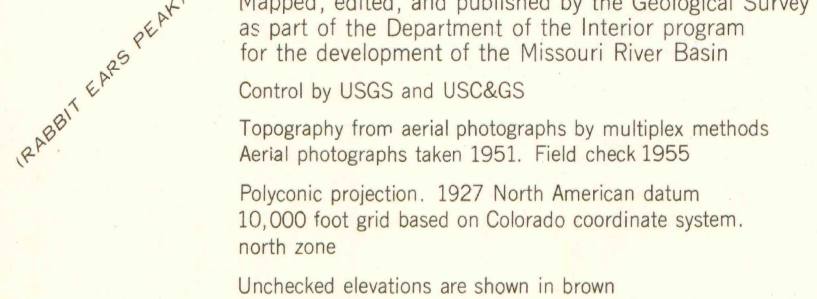 (RABBIT EARS PEAK)
Mapped, edited, and published by the Geological Survey
as part of the Department of the Interior program
for the development of the Missouri River Basin
Control by USGS and USC&GS
Topography from aerial photographs by multiplex methods
Aerial photographs taken 1951. Field check 1955
Polyconic projection. 1927 North American datum
10,000 foot grid based on Colorado coordinate system.
north zone
Unchecked elevations are shown in brown